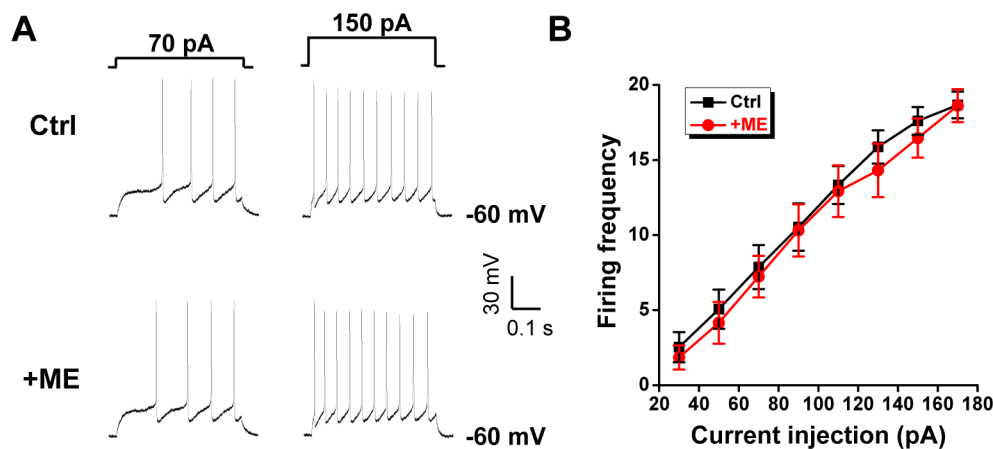 A
70 pA
150 pA
Ctrl
-60 mV
30 mV
0.1 s
+ME
-60 mV
B
Ctrl
+ME
Firing frequency
20
15
10
5
0
20 40 60 80 100 120 140 160 180
Current injection (pA)